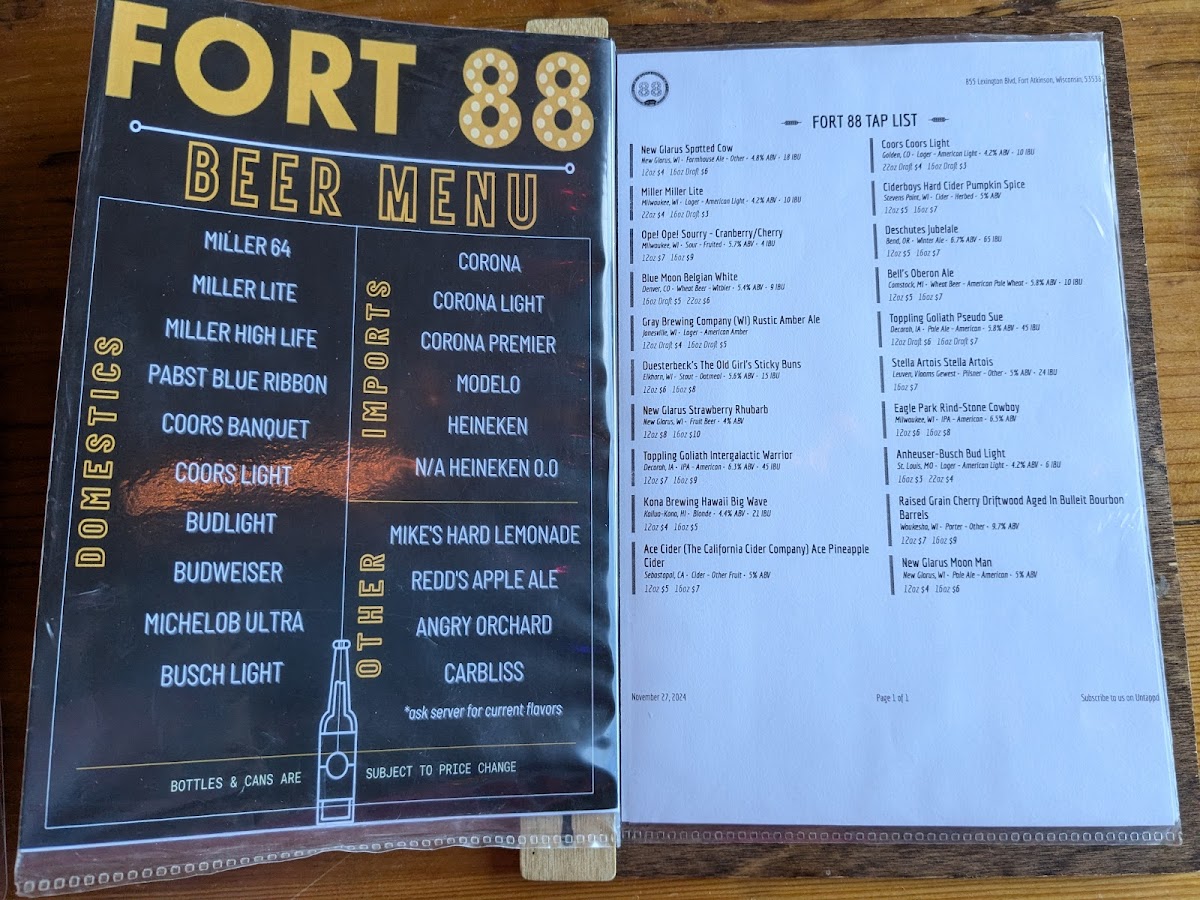 FORT 88
BEER MENU
DOMESTICS
MILLER 64
MILLER LITE
MILLER HIGH LIFE
PABST BLUE RIBBON
COORS BANQUET
COORS LIGHT
BUDLIGHT
BUDWEISER
MICHELOB ULTRA
BUSCH LIGHT
IMPORTS
CORONA
CORONA LIGHT
CORONA PREMIER
MODELO
HEINEKEN
N/A HEINEKEN 0.0
OTHER
MIKE'S HARD LEMONADE
REDD'S APPLE ALE
ANGRY ORCHARD
CARBLISS
*ask server for current flavors
BOTTLES & CANS ARE SUBJECT TO PRICE CHANGE
88
855 Lexington Blvd, Fort Atkinson, Wisconsin, 53538
FORT 88 TAP LIST
New Glarus Spotted Cow
New Glarus, WI - Farmhouse Ale - Other - 4.8% ABV - 18 IBU
12oz $4 16oz Draft $6
Miller Miller Lite
Milwaukee, WI - Lager - American Light - 4.2% ABV - 10 IBU
22oz $4 16oz Draft $3
Ope! Ope! Sourry - Cranberry/Cherry
Milwaukee, WI - Sour - Fruited - 5.7% ABV - 4 IBU
12oz $7 16oz $9
Blue Moon Belgian White
Denver, CO - Wheat Beer - Witbier - 5.4% ABV - 9 IBU
16oz Draft $5 22oz $6
Gray Brewing Company (WI) Rustic Amber Ale
Janesville, WI - Lager - American Amber
12oz Draft $4 16oz Draft $5
Duesterbeck's The Old Girl's Sticky Buns
Elkhorn, WI - Stout - Oatmeal - 5.6% ABV - 15 IBU
12oz $6 16oz $8
New Glarus Strawberry Rhubarb
New Glarus, WI - Fruit Beer - 4% ABV
12oz $8 16oz $10
Toppling Goliath Intergalactic Warrior
Decorah, IA - IPA - American - 6.3% ABV - 45 IBU
12oz $7 16oz $9
Kona Brewing Hawaii Big Wave
Kailua-Kona, HI - Blonde - 4.4% ABV - 21 IBU
12oz $4 16oz $5
Ace Cider (The California Cider Company) Ace Pineapple
Cider
Sebastopol, CA - Cider - Other Fruit - 5% ABV
12oz $5 16oz $7
Coors Coors Light
Golden, CO - Lager - American Light - 4.2% ABV - 10 IBU
22oz Draft $4 16oz Draft $3
Ciderboys Hard Cider Pumpkin Spice
Stevens Point, WI - Cider - Herbed - 5% ABV
12oz $5 16oz $7
Deschutes Jubelale
Bend, OR - Winter Ale - 6.7% ABV - 65 IBU
12oz $5 16oz $7
Bell's Oberon Ale
Comstock, MI - Wheat Beer - American Pale Wheat - 5.8% ABV - 10 IBU
12oz $5 16oz $7
Toppling Goliath Pseudo Sue
Decorah, IA - Pale Ale - American - 5.8% ABV - 45 IBU
12oz Draft $6 16oz Draft $7
Stella Artois Stella Artois
Leuven, Vlaams Gewest - Pilsner - Other - 5% ABV - 24 IBU
16oz $7
Eagle Park Rind-Stone Cowboy
Milwaukee, WI - IPA - American - 6.5% ABV
12oz $6 16oz $8
Anheuser-Busch Bud Light
St. Louis, MO - Lager - American Light - 4.2% ABV - 6 IBU
16oz $3 22oz $4
Raised Grain Cherry Driftwood Aged In Bulleit Bourbon
Barrels
Waukesha, WI - Porter - Other - 9.7% ABV
12oz $7 16oz $9
New Glarus Moon Man
New Glarus, WI - Pale Ale - American - 5% ABV
12oz $4 16oz $6
November 27, 2024
Page 1 of 1
Subscribe to us on Untappd